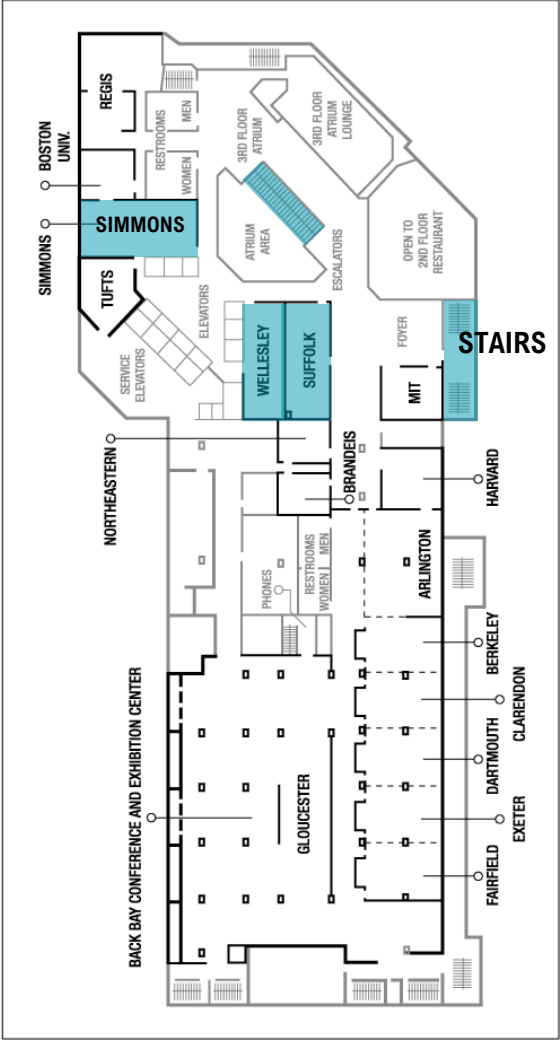 REGIS
BOSTON
UNIV.
RESTROOMS
MEN
WOMEN
3RD FLOOR
ATRIUM
3RD FLOOR
ATRIUM
LOUNGE
SIMMONS
SIMMONS
ATRIUM
AREA
ESCALATORS
OPEN TO
2ND FLOOR
RESTAURANT
TUFTS
ELEVATORS
SERVICE
ELEVATORS
WELLESLEY
SUFFOLK
FOYER
STAIRS
MIT
NORTHEASTERN
BRANDEIS
HARVARD
PHONES
RESTROOMS
WOMEN | MEN
ARLINGTON
BERKELEY
CLARENDON
DARTMOUTH
EXETER
FAIRFIELD
GLOUCESTER
BACK BAY CONFERENCE AND EXHIBITION CENTER